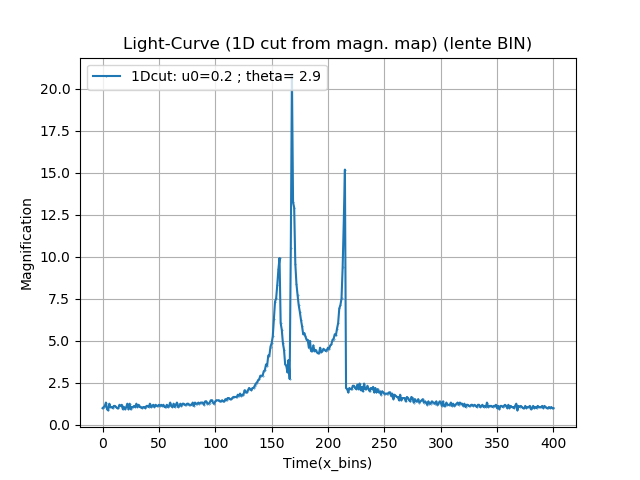 Light-Curve (1D cut from magn. map) (lente BIN)
1Dcut: u0=0.2 ; theta= 2.9
20.0
17.5
15.0
12.5
10.0
7.5
5.0
2.5
0.0
Magnification
0 50 100 150 200 250 300 350 400
Time(x_bins)